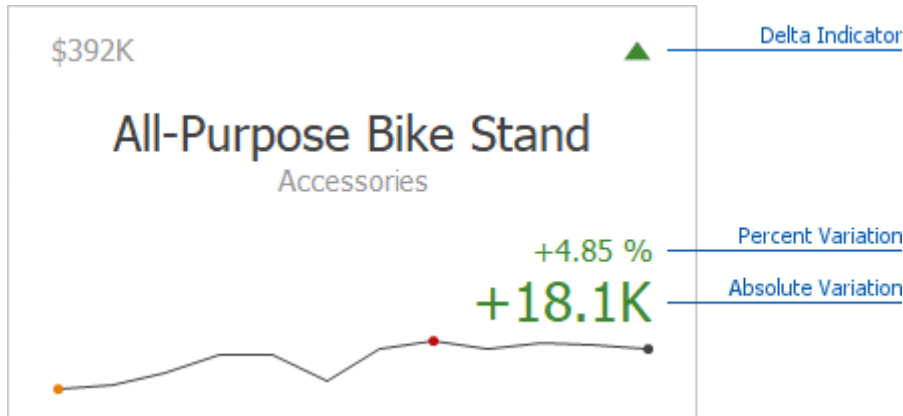 $392K
Delta Indicator
All-Purpose Bike Stand
Accessories
+4.85 %
Percent Variation
+18.1K
Absolute Variation